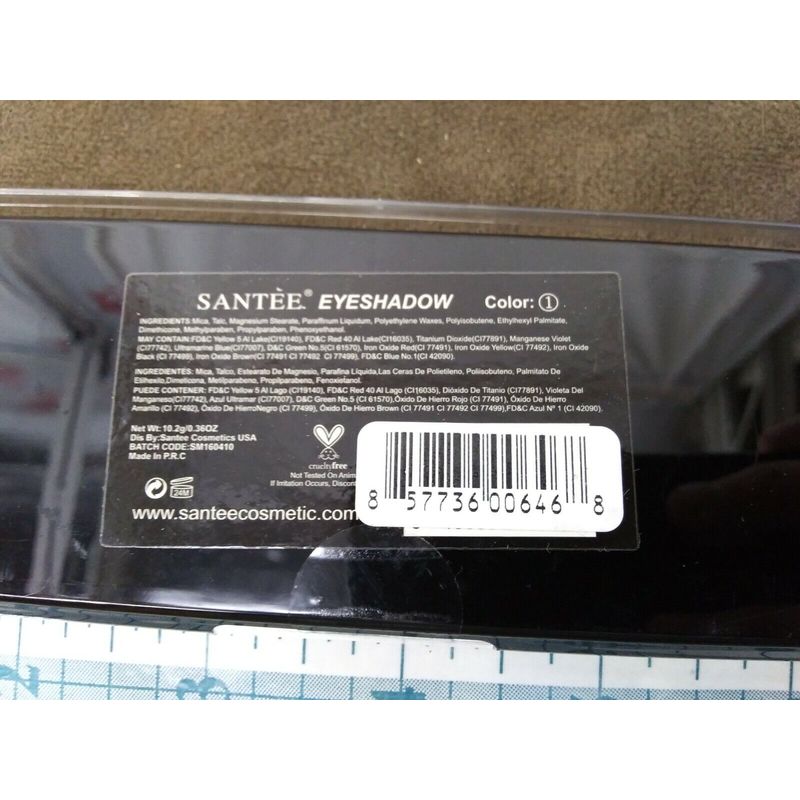 SANTÈE® EYESHADOW Color: ①
INGREDIENTS:Mica, Talc, Magnesium Stearate, Paraffinum Liquidum, Polyethylene Waxes, Polyisobutene, Ethylhexyl Palmitate,
Dimethicone, Methylparaben, Propylparaben, Phenoxyethanol.
MAY CONTAIN:FD&C Yellow 5 Al Lake(CI19140), FD&C Red 40 Al Lake(CI16035), Titanium Dioxide(CI77891), Manganese Violet
(CI77742), Ultramarine Blue(CI77007), D&C Green No.5(CI 61570), Iron Oxide Red(CI 77491), Iron Oxide Yellow(CI 77492), Iron Oxide
Black (CI 77499), Iron Oxide Brown(CI 77491 CI 77492 CI 77499), FD&C Blue No.1(CI 42090).
INGREDIENTES: Mica, Talco, Estearato De Magnesio, Parafina Líquida,Las Ceras De Polietileno, Poliisobuteno, Palmitato De
Etilhexilo,Dimeticona, Metilparabeno, Propilparabeno, Fenoxietanol.
PUEDE CONTENER: FD&C Yellow 5 Al Lago (CI19140), FD&C Red 40 Al Lago (CI16035), Dióxido De Titanio (CI77891), Violeta Del
Manganeso(CI77742), Azul Ultramar (CI77007), D&C Green No.5 (CI 61570), Óxido De Hierro Rojo (CI 77491), Óxido De Hierro
Amarillo (CI 77492), Óxido De HierroNegro (CI 77499), Óxido De Hierro Brown (CI 77491 CI 77492 CI 77499),FD&C Azul Nº 1 (CI 42090).
Net Wt: 10.2g/0.36OZ
Dis By:Santee Cosmetics USA
BATCH CODE:SM160410
Made In P.R.C
crueltyfree
Not Tested On
If Irritation Occurs,
24M
www.santeecosmetic.com
8 57736 00646 8